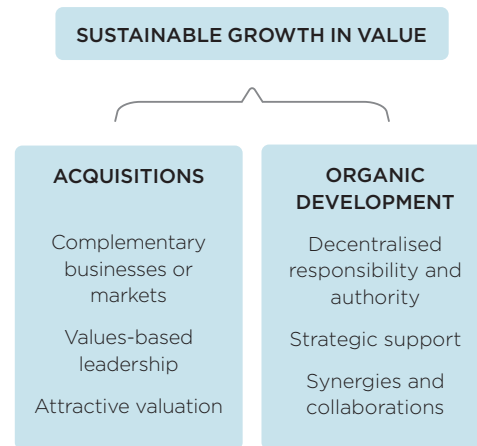 SUSTAINABLE GROWTH IN VALUE
ACQUISITIONS
Complementary
businesses or
markets
Values-based
leadership
Attractive valuation
ORGANIC
DEVELOPMENT
Decentralised
responsibility and
authority
Strategic support
Synergies and
collaborations